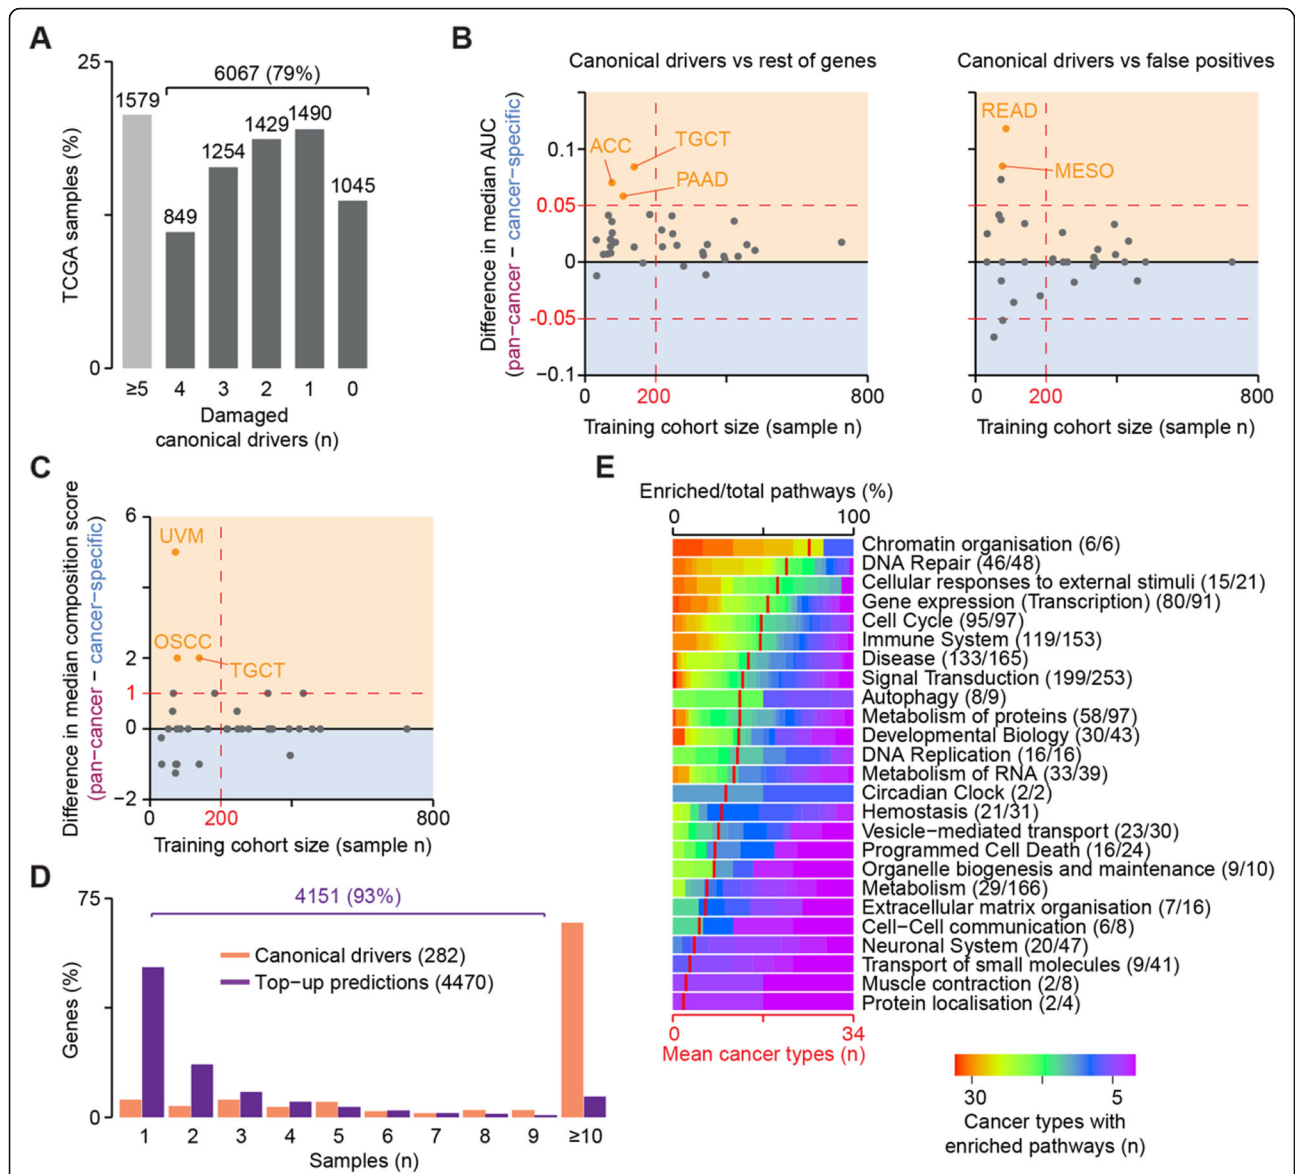 A
25
6067 (79%)
1579
849
1254
1429
1490
1045
TCGA samples (%)
0
≥5 4 3 2 1 0
Damaged
canonical drivers (n)
B
Canonical drivers vs rest of genes
Difference in median AUC
(pan−cancer − cancer-specific)
0.1
0.05
0
-0.05
−0.1
ACC
TGCT
PAAD
0 200 800
Training cohort size (sample n)
Canonical drivers vs false positives
READ
MESO
0 200 800
Training cohort size (sample n)
C
Difference in median composition score
(pan−cancer − cancer-specific)
6
2
1
0
−2
UVM
OSCC
TGCT
0 200 800
Training cohort size (sample n)
D
75
4151 (93%)
Canonical drivers (282)
Top−up predictions (4470)
Genes (%)
0
1 2 3 4 5 6 7 8 9 ≥10
Samples (n)
E
Enriched/total pathways (%)
0 100
Chromatin organisation (6/6)
DNA Repair (46/48)
Cellular responses to external stimuli (15/21)
Gene expression (Transcription) (80/91)
Cell Cycle (95/97)
Immune System (119/153)
Disease (133/165)
Signal Transduction (199/253)
Autophagy (8/9)
Metabolism of proteins (58/97)
Developmental Biology (30/43)
DNA Replication (16/16)
Metabolism of RNA (33/39)
Circadian Clock (2/2)
Hemostasis (21/31)
Vesicle−mediated transport (23/30)
Programmed Cell Death (16/24)
Organelle biogenesis and maintenance (9/10)
Metabolism (29/166)
Extracellular matrix organisation (7/16)
Cell−Cell communication (6/8)
Neuronal System (20/47)
Transport of small molecules (9/41)
Muscle contraction (2/8)
Protein localisation (2/4)
0 34
Mean cancer types (n)
30 5
Cancer types with
enriched pathways (n)